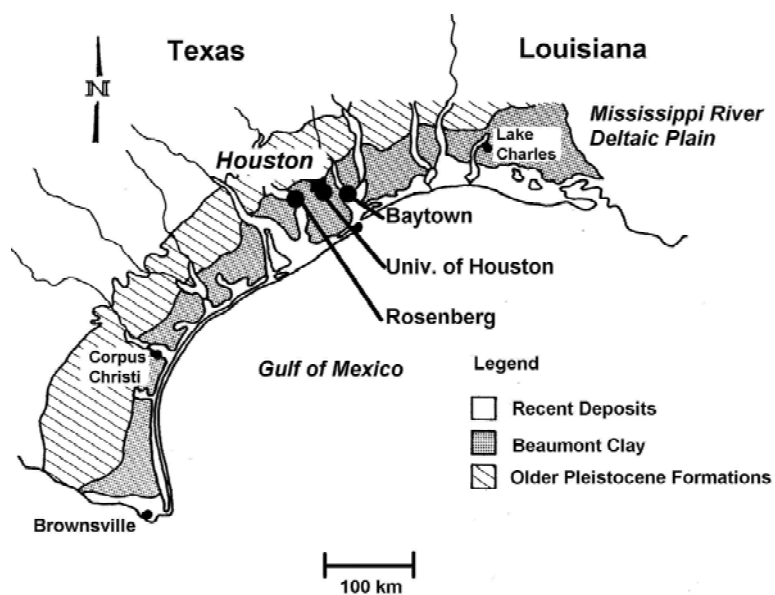 Texas
Louisiana
N
Mississippi River
Deltaic Plain
Lake
Charles
Houston
Baytown
Univ. of Houston
Rosenberg
Corpus
Christi
Gulf of Mexico
Legend
Recent Deposits
Beaumont Clay
Older Pleistocene Formations
Brownsville
100 km